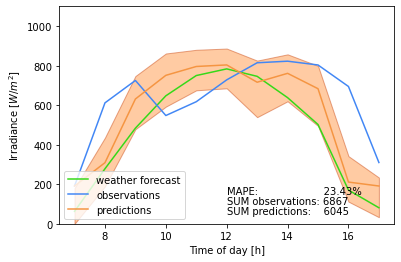 1000
800
600
400
200
0
Irradiance [W/m²]
weather forecast
observations
predictions
MAPE: 23.43%
SUM observations: 6867
SUM predictions: 6045
8 10 12 14 16
Time of day [h]